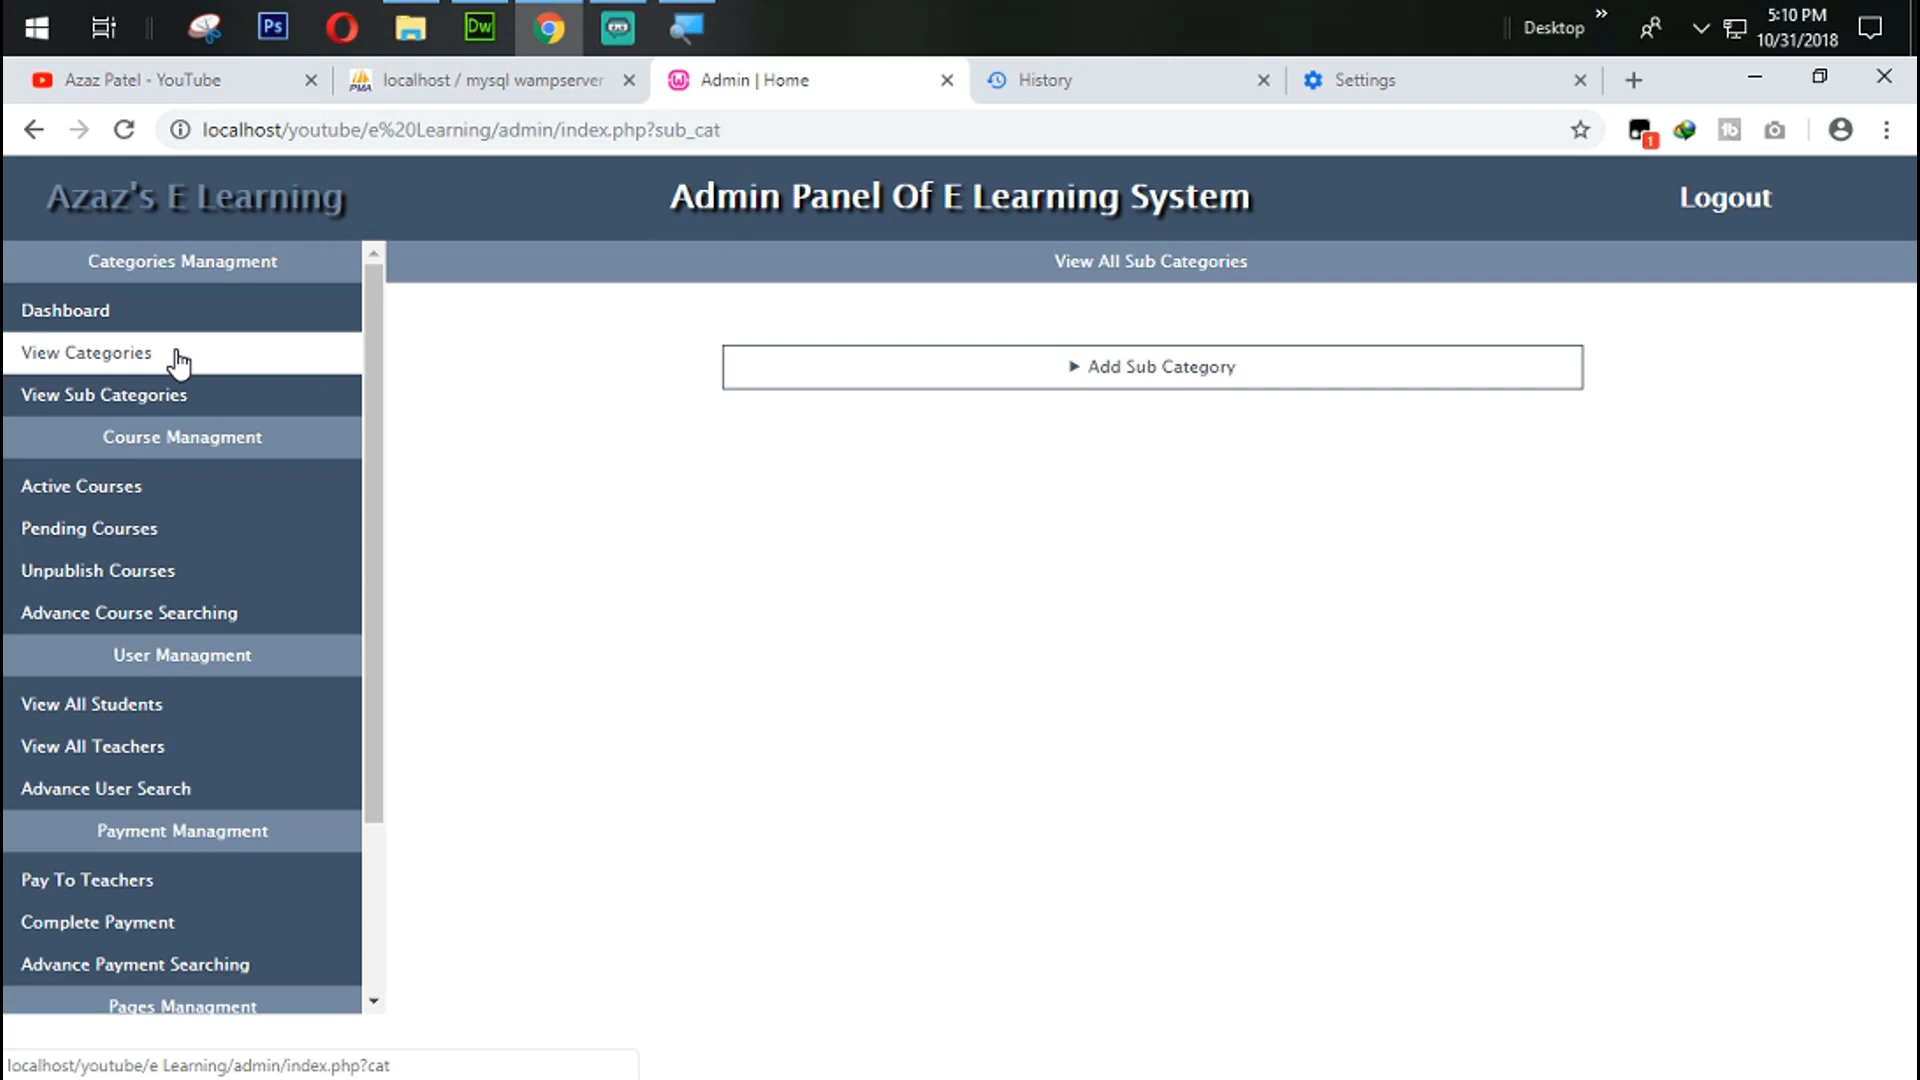 Ps
Dw
Desktop
»
5:10 PM
10/31/2018
Azaz Patel - YouTube
PMA
localhost / mysql wampserver
Admin | Home
History
Settings
localhost/youtube/e%20Learning/admin/index.php?sub_cat
1
Azaz's E Learning
Admin Panel Of E Learning System
Logout
Categories Managment
View All Sub Categories
Dashboard
View Categories
Add Sub Category
View Sub Categories
Course Managment
Active Courses
Pending Courses
Unpublish Courses
Advance Course Searching
User Managment
View All Students
View All Teachers
Advance User Search
Payment Managment
Pay To Teachers
Complete Payment
Advance Payment Searching
Pages Managment
localhost/youtube/e Learning/admin/index.php?cat